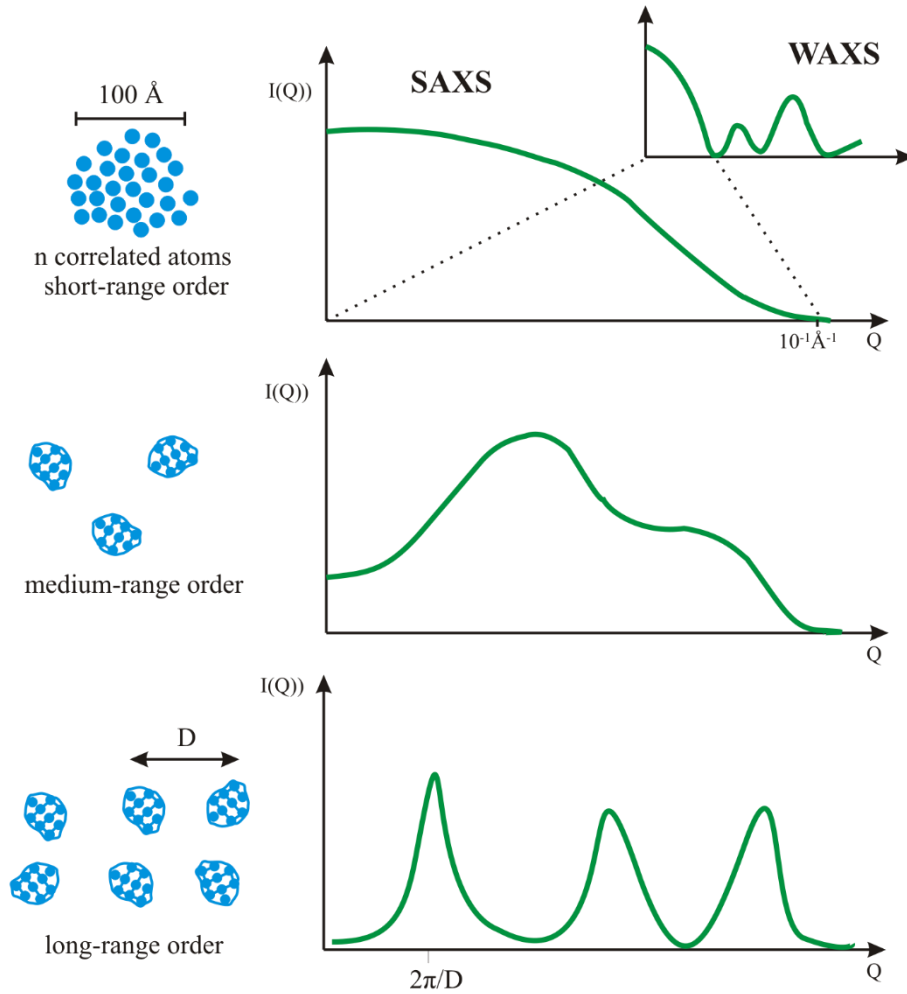 100 Å
n correlated atoms
short-range order
I(Q))
SAXS
WAXS
10⁻¹Å⁻¹
Q
medium-range order
I(Q))
Q
D
long-range order
I(Q))
2π/D
Q